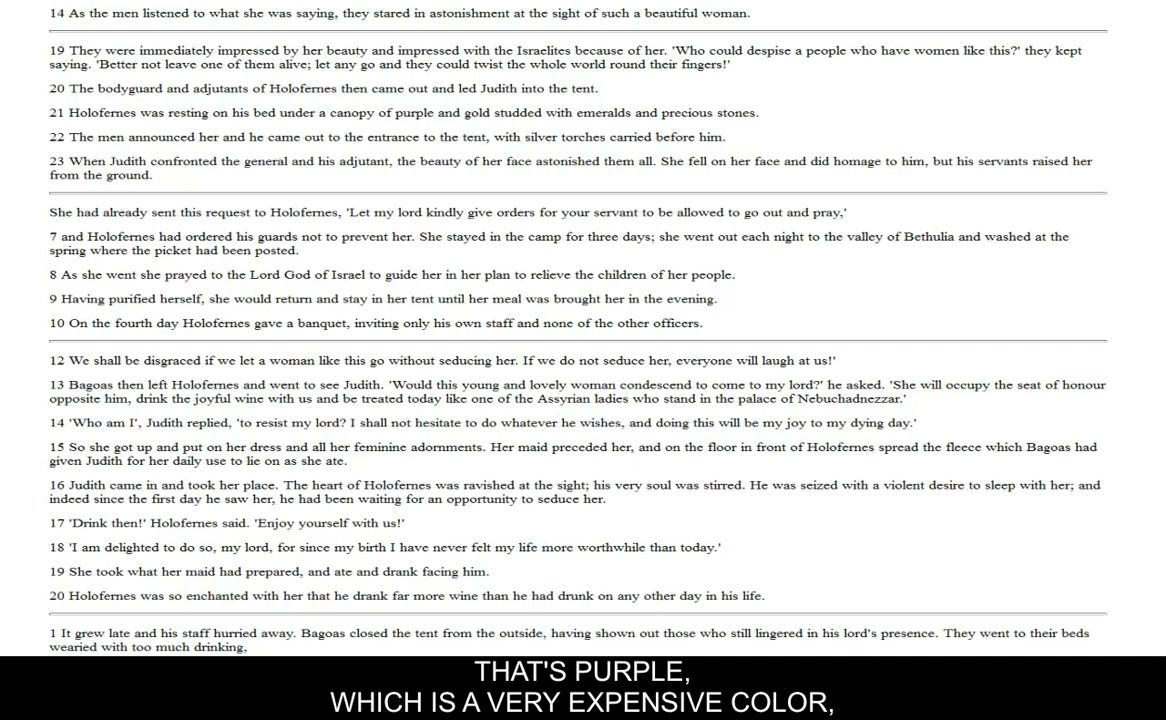 14 As the men listened to what she was saying, they stared in astonishment at the sight of such a beautiful woman.
19 They were immediately impressed by her beauty and impressed with the Israelites because of her. 'Who could despise a people who have women like this?' they kept
saying. 'Better not leave one of them alive; let any go and they could twist the whole world round their fingers!'
20 The bodyguard and adjutants of Holofernes then came out and led Judith into the tent.
21 Holofernes was resting on his bed under a canopy of purple and gold studded with emeralds and precious stones.
22 The men announced her and he came out to the entrance to the tent, with silver torches carried before him.
23 When Judith confronted the general and his adjutant, the beauty of her face astonished them all. She fell on her face and did homage to him, but his servants raised her
from the ground.
She had already sent this request to Holofernes, 'Let my lord kindly give orders for your servant to be allowed to go out and pray,'
7 and Holofernes had ordered his guards not to prevent her. She stayed in the camp for three days; she went out each night to the valley of Bethulia and washed at the
spring where the picket had been posted.
8 As she went she prayed to the Lord God of Israel to guide her in her plan to relieve the children of her people.
9 Having purified herself, she would return and stay in her tent until her meal was brought her in the evening.
10 On the fourth day Holofernes gave a banquet, inviting only his own staff and none of the other officers.
12 We shall be disgraced if we let a woman like this go without seducing her. If we do not seduce her, everyone will laugh at us!'
13 Bagoas then left Holofernes and went to see Judith. 'Would this young and lovely woman condescend to come to my lord?' he asked. 'She will occupy the seat of honour
opposite him, drink the joyful wine with us and be treated today like one of the Assyrian ladies who stand in the palace of Nebuchadnezzar.'
14 'Who am I', Judith replied, 'to resist my lord? I shall not hesitate to do whatever he wishes, and doing this will be my joy to my dying day.'
15 So she got up and put on her dress and all her feminine adornments. Her maid preceded her, and on the floor in front of Holofernes spread the fleece which Bagoas had
given Judith for her daily use to lie on as she ate.
16 Judith came in and took her place. The heart of Holofernes was ravished at the sight; his very soul was stirred. He was seized with a violent desire to sleep with her; and
indeed since the first day he saw her, he had been waiting for an opportunity to seduce her.
17 'Drink then!' Holofernes said. 'Enjoy yourself with us!'
18 'I am delighted to do so, my lord, for since my birth I have never felt my life more worthwhile than today.'
19 She took what her maid had prepared, and ate and drank facing him.
20 Holofernes was so enchanted with her that he drank far more wine than he had drunk on any other day in his life.
1 It grew late and his staff hurried away. Bagoas closed the tent from the outside, having shown out those who still lingered in his lord's presence. They went to their beds
wearied with too much drinking,
THAT'S PURPLE,
WHICH IS A VERY EXPENSIVE COLOR,